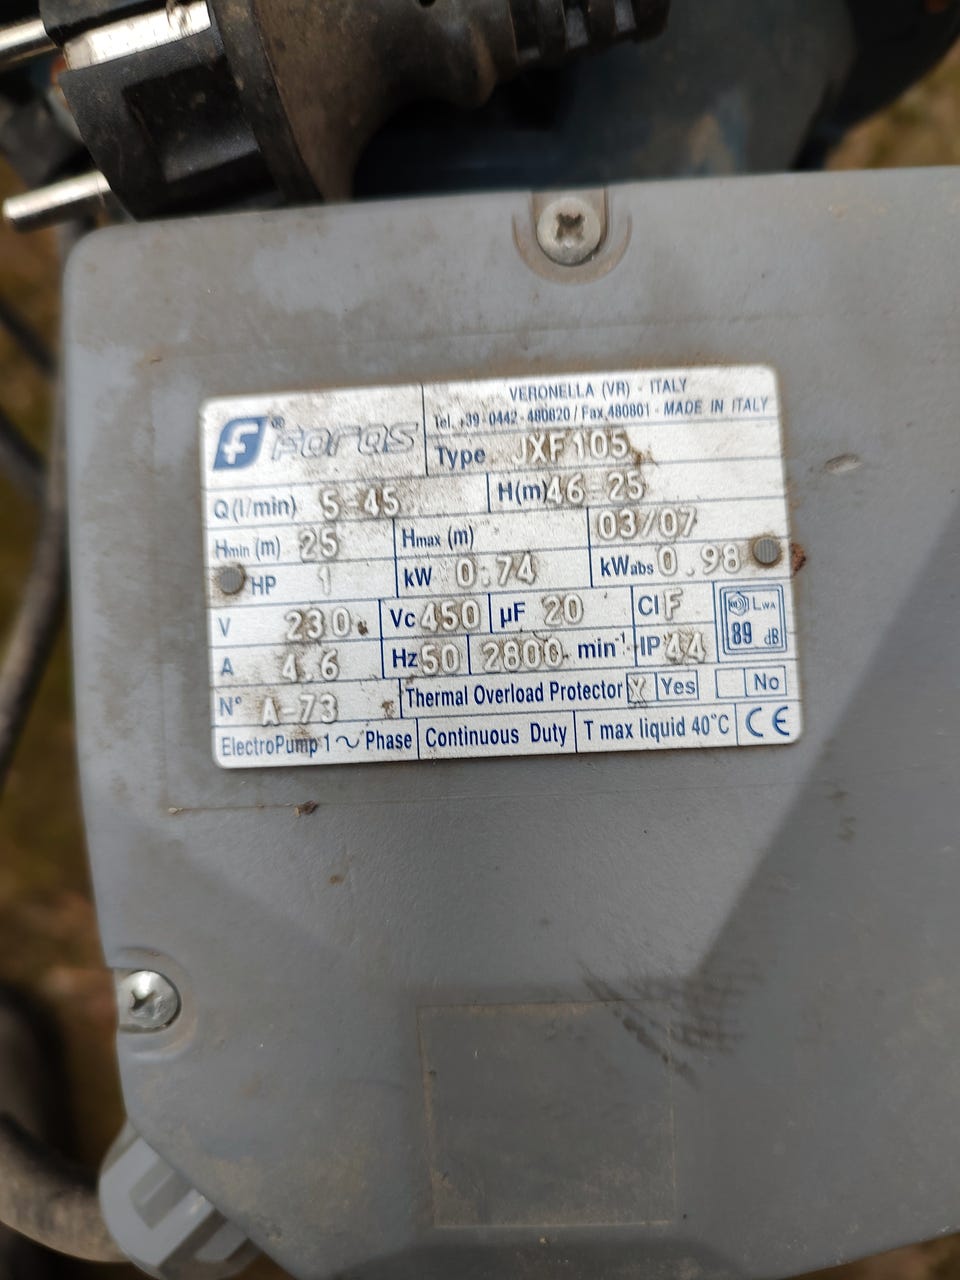 VERONELLA (VR) - ITALY
Foras® Tel. +39-0442-480820 / Fax 480801 - MADE IN ITALY
Type JXF105
Q(l/min) 5-45 H(m) 46-25
Hmin (m) 25 Hmax (m) 03/07
HP 1 kW 0.74 kWabs 0.98
V 230 Vc 450 µF 20 Cl F LWA
A 4.6 Hz 50 2800 min-1 IP 44 89 dB
N° A-73 Thermal Overload Protector X Yes No
ElectroPump 1~Phase Continuous Duty T max liquid 40°C CE